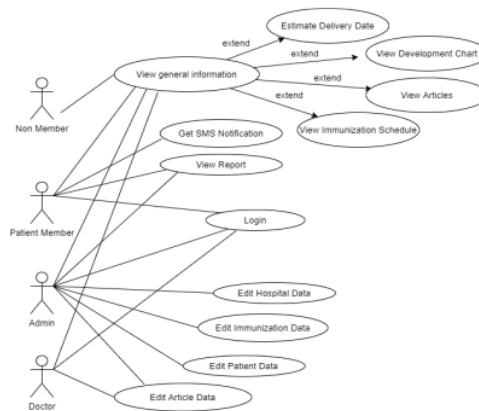 Estimate Delivery Date
extend
View general information
extend
View Development Chart
extend
View Articles
extend
Non Member
View Immunization Schedule
Get SMS Notification
View Report
Patient Member
Login
Edit Hospital Data
Admin
Edit Immunization Data
Edit Patient Data
Edit Article Data
Doctor